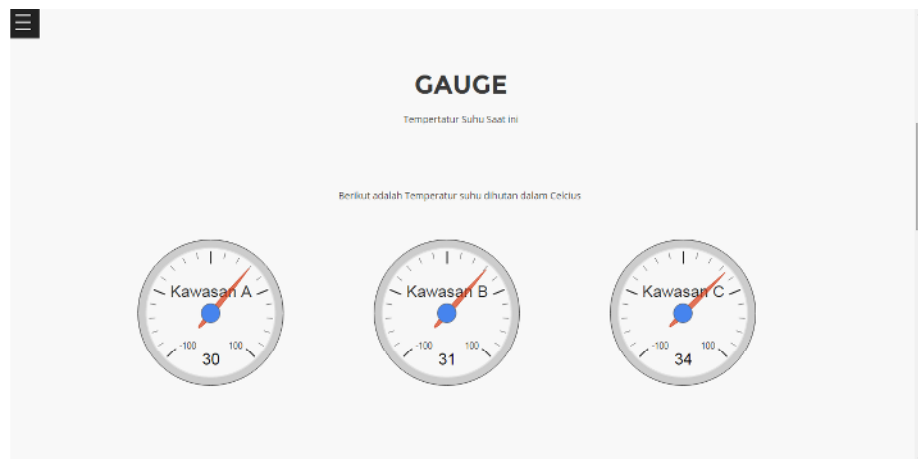 GAUGE
Tempertatur Suhu Saat ini
Berikut adalah Temperatur suhu dihutan dalam Celcius
Kawasan A
-100 100
30
Kawasan B
-100 100
31
Kawasan C
-100 100
34